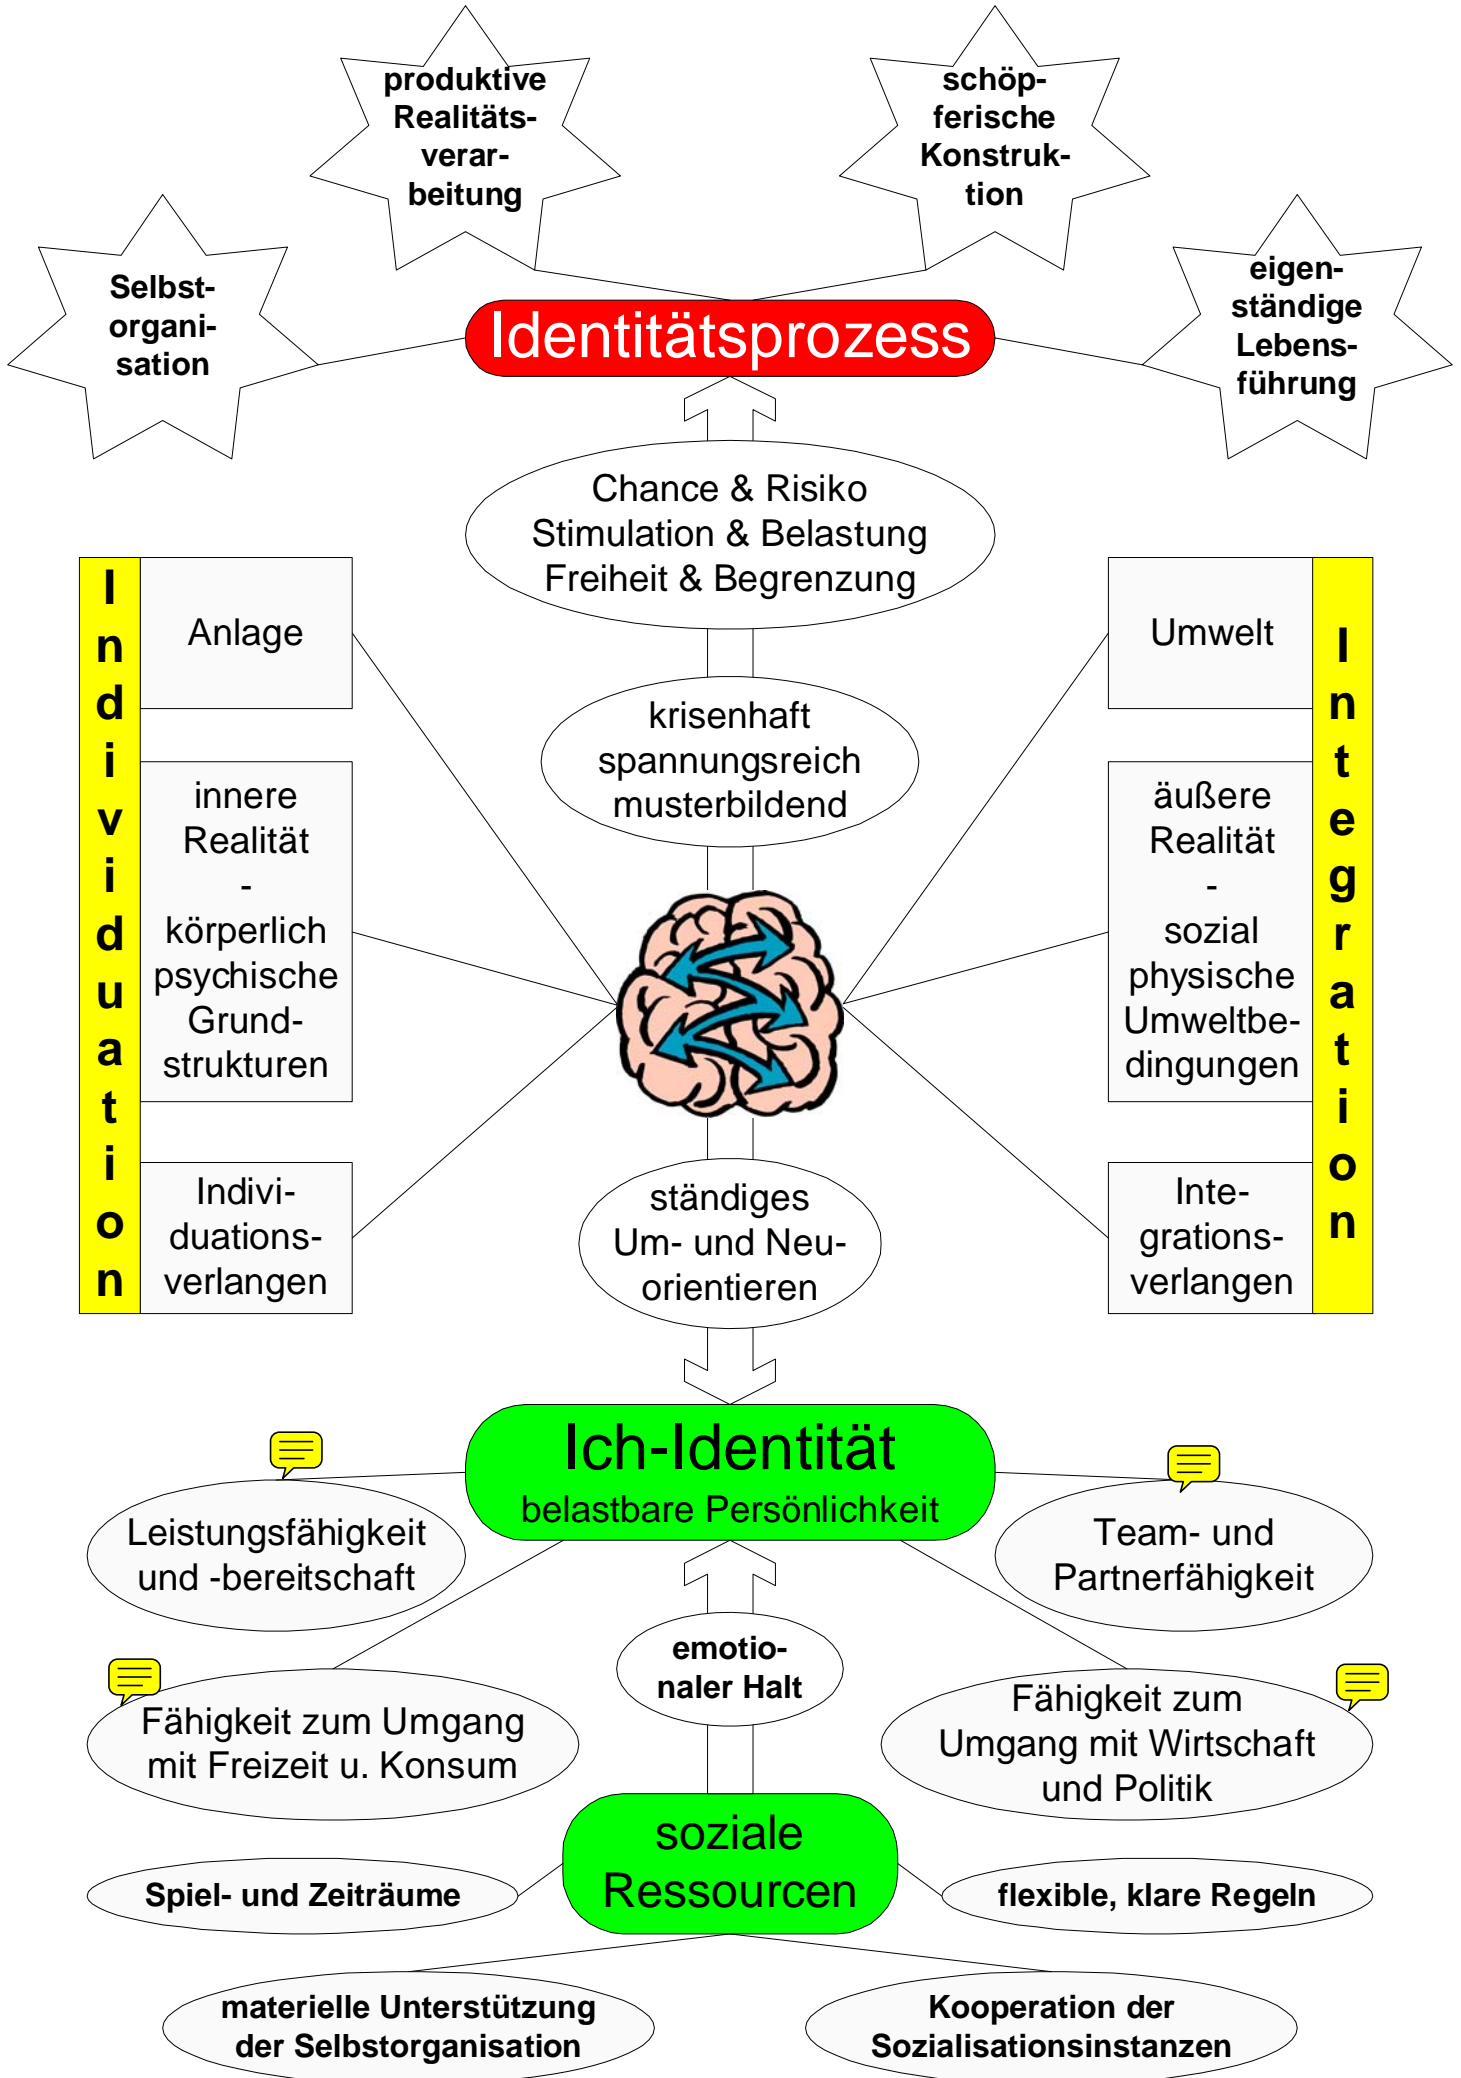 produktive
Realitäts-
verar-
beitung
schöp-
ferische
Konstruk-
tion
Selbst-
organi-
sation
eigen-
ständige
Lebens-
führung
Identitätsprozess
Chance & Risiko
Stimulation & Belastung
Freiheit & Begrenzung
Individuation
Anlage
innere
Realität
-
körperlich
psychische
Grund-
strukturen
Indivi-
duations-
verlangen
krisenhaft
spannungsreich
musterbildend
Umwelt
äußere
Realität
-
sozial
physische
Umweltbe-
dingungen
Inte-
grations-
verlangen
Integration
ständiges
Um- und Neu-
orientieren
Ich-Identität
belastbare Persönlichkeit
Leistungsfähigkeit
und -bereitschaft
Team- und
Partnerfähigkeit
emotio-
naler Halt
Fähigkeit zum Umgang
mit Freizeit u. Konsum
Fähigkeit zum
Umgang mit Wirtschaft
und Politik
soziale
Ressourcen
Spiel- und Zeiträume
flexible, klare Regeln
materielle Unterstützung
der Selbstorganisation
Kooperation der
Sozialisationsinstanzen